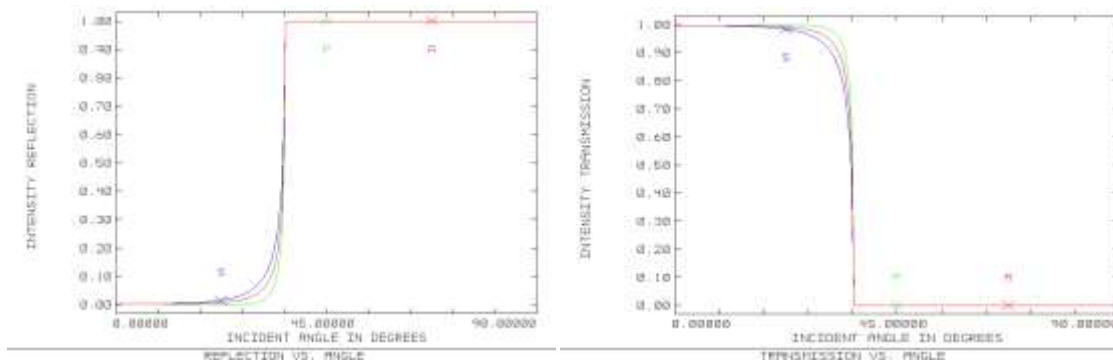 1.00
0.90
0.80
0.70
0.60
0.50
0.40
0.30
0.20
0.10
0.00
INTENSITY REFLECTION
S
P
A
0.00000
45.00000
90.00000
INCIDENT ANGLE IN DEGREES
REFLECTION VS. ANGLE
1.00
0.90
0.80
0.70
0.60
0.50
0.40
0.30
0.20
0.10
0.00
INTENSITY TRANSMISSION
S
P
A
0.00000
45.00000
90.00000
INCIDENT ANGLE IN DEGREES
TRANSMISSION VS. ANGLE